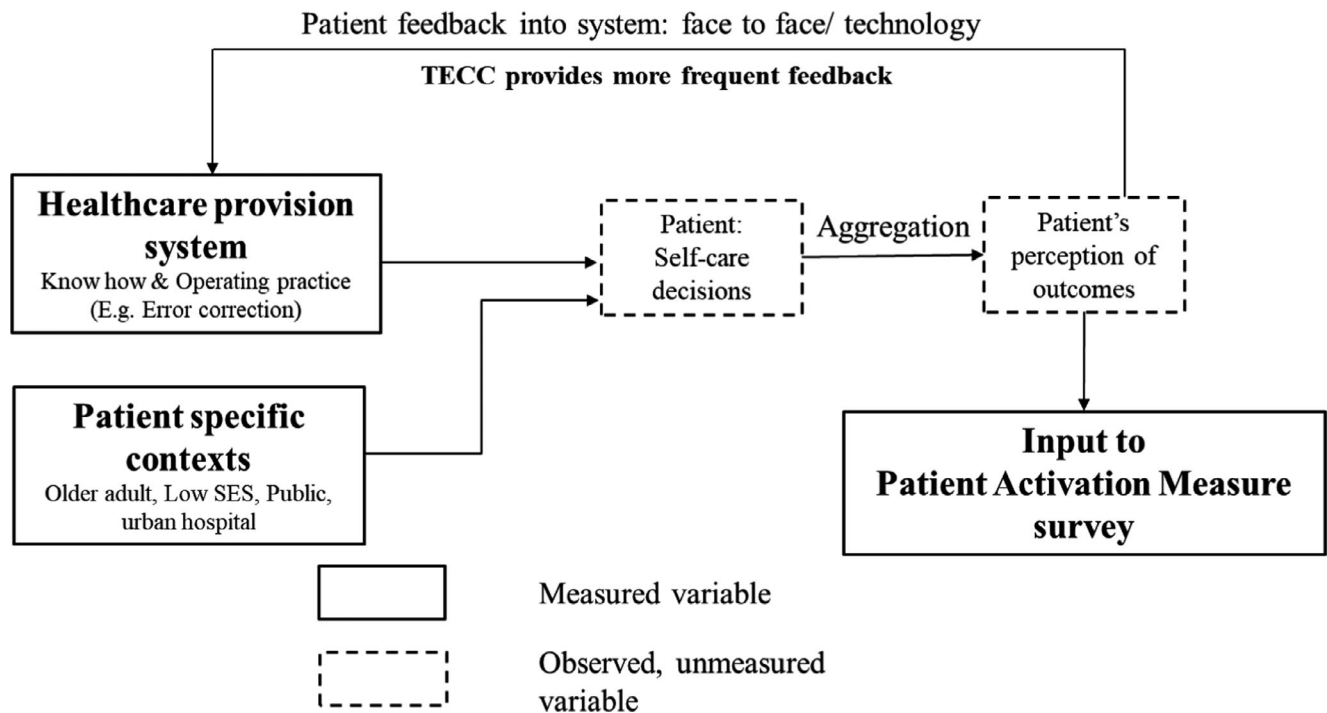 Patient feedback into system: face to face/ technology
TECC provides more frequent feedback
Healthcare provision
system
Know how & Operating practice
(E.g. Error correction)
Patient:
Self-care
decisions
Aggregation
Patient’s
perception of
outcomes
Patient specific
contexts
Older adult, Low SES, Public,
urban hospital
Input to
Patient Activation Measure
survey
Measured variable
Observed, unmeasured
variable